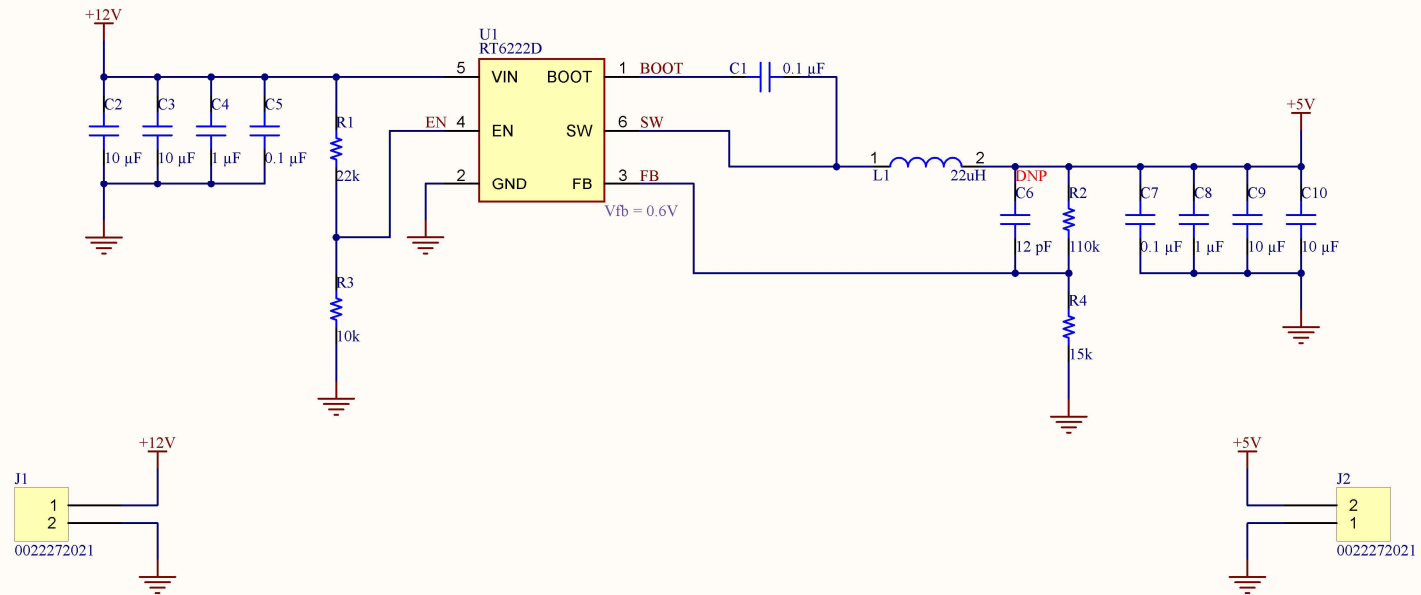 +12V
U1
RT6222D
5 VIN BOOT 1 BOOT
C1 0.1 µF
C2 C3 C4 C5
+5V
R1
EN 4 EN SW 6 SW
10 µF 10 µF 1 µF 0.1 µF
1 2
L1 22uH
22k
2 GND FB 3 FB
DNP
C6 R2 C7 C8 C9 C10
Vfb = 0.6V
12 pF 110k 0.1 µF 1 µF 10 µF 10 µF
R3
R4
10k
15k
+12V
+5V
J1
J2
1
2
2
1
0022272021
0022272021